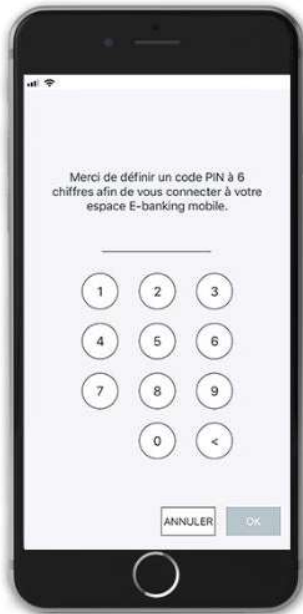 Merci de définir un code PIN à 6
chiffres afin de vous connecter à votre
espace E-banking mobile.
1 2 3
4 5 6
7 8 9
0 <
ANNULER OK